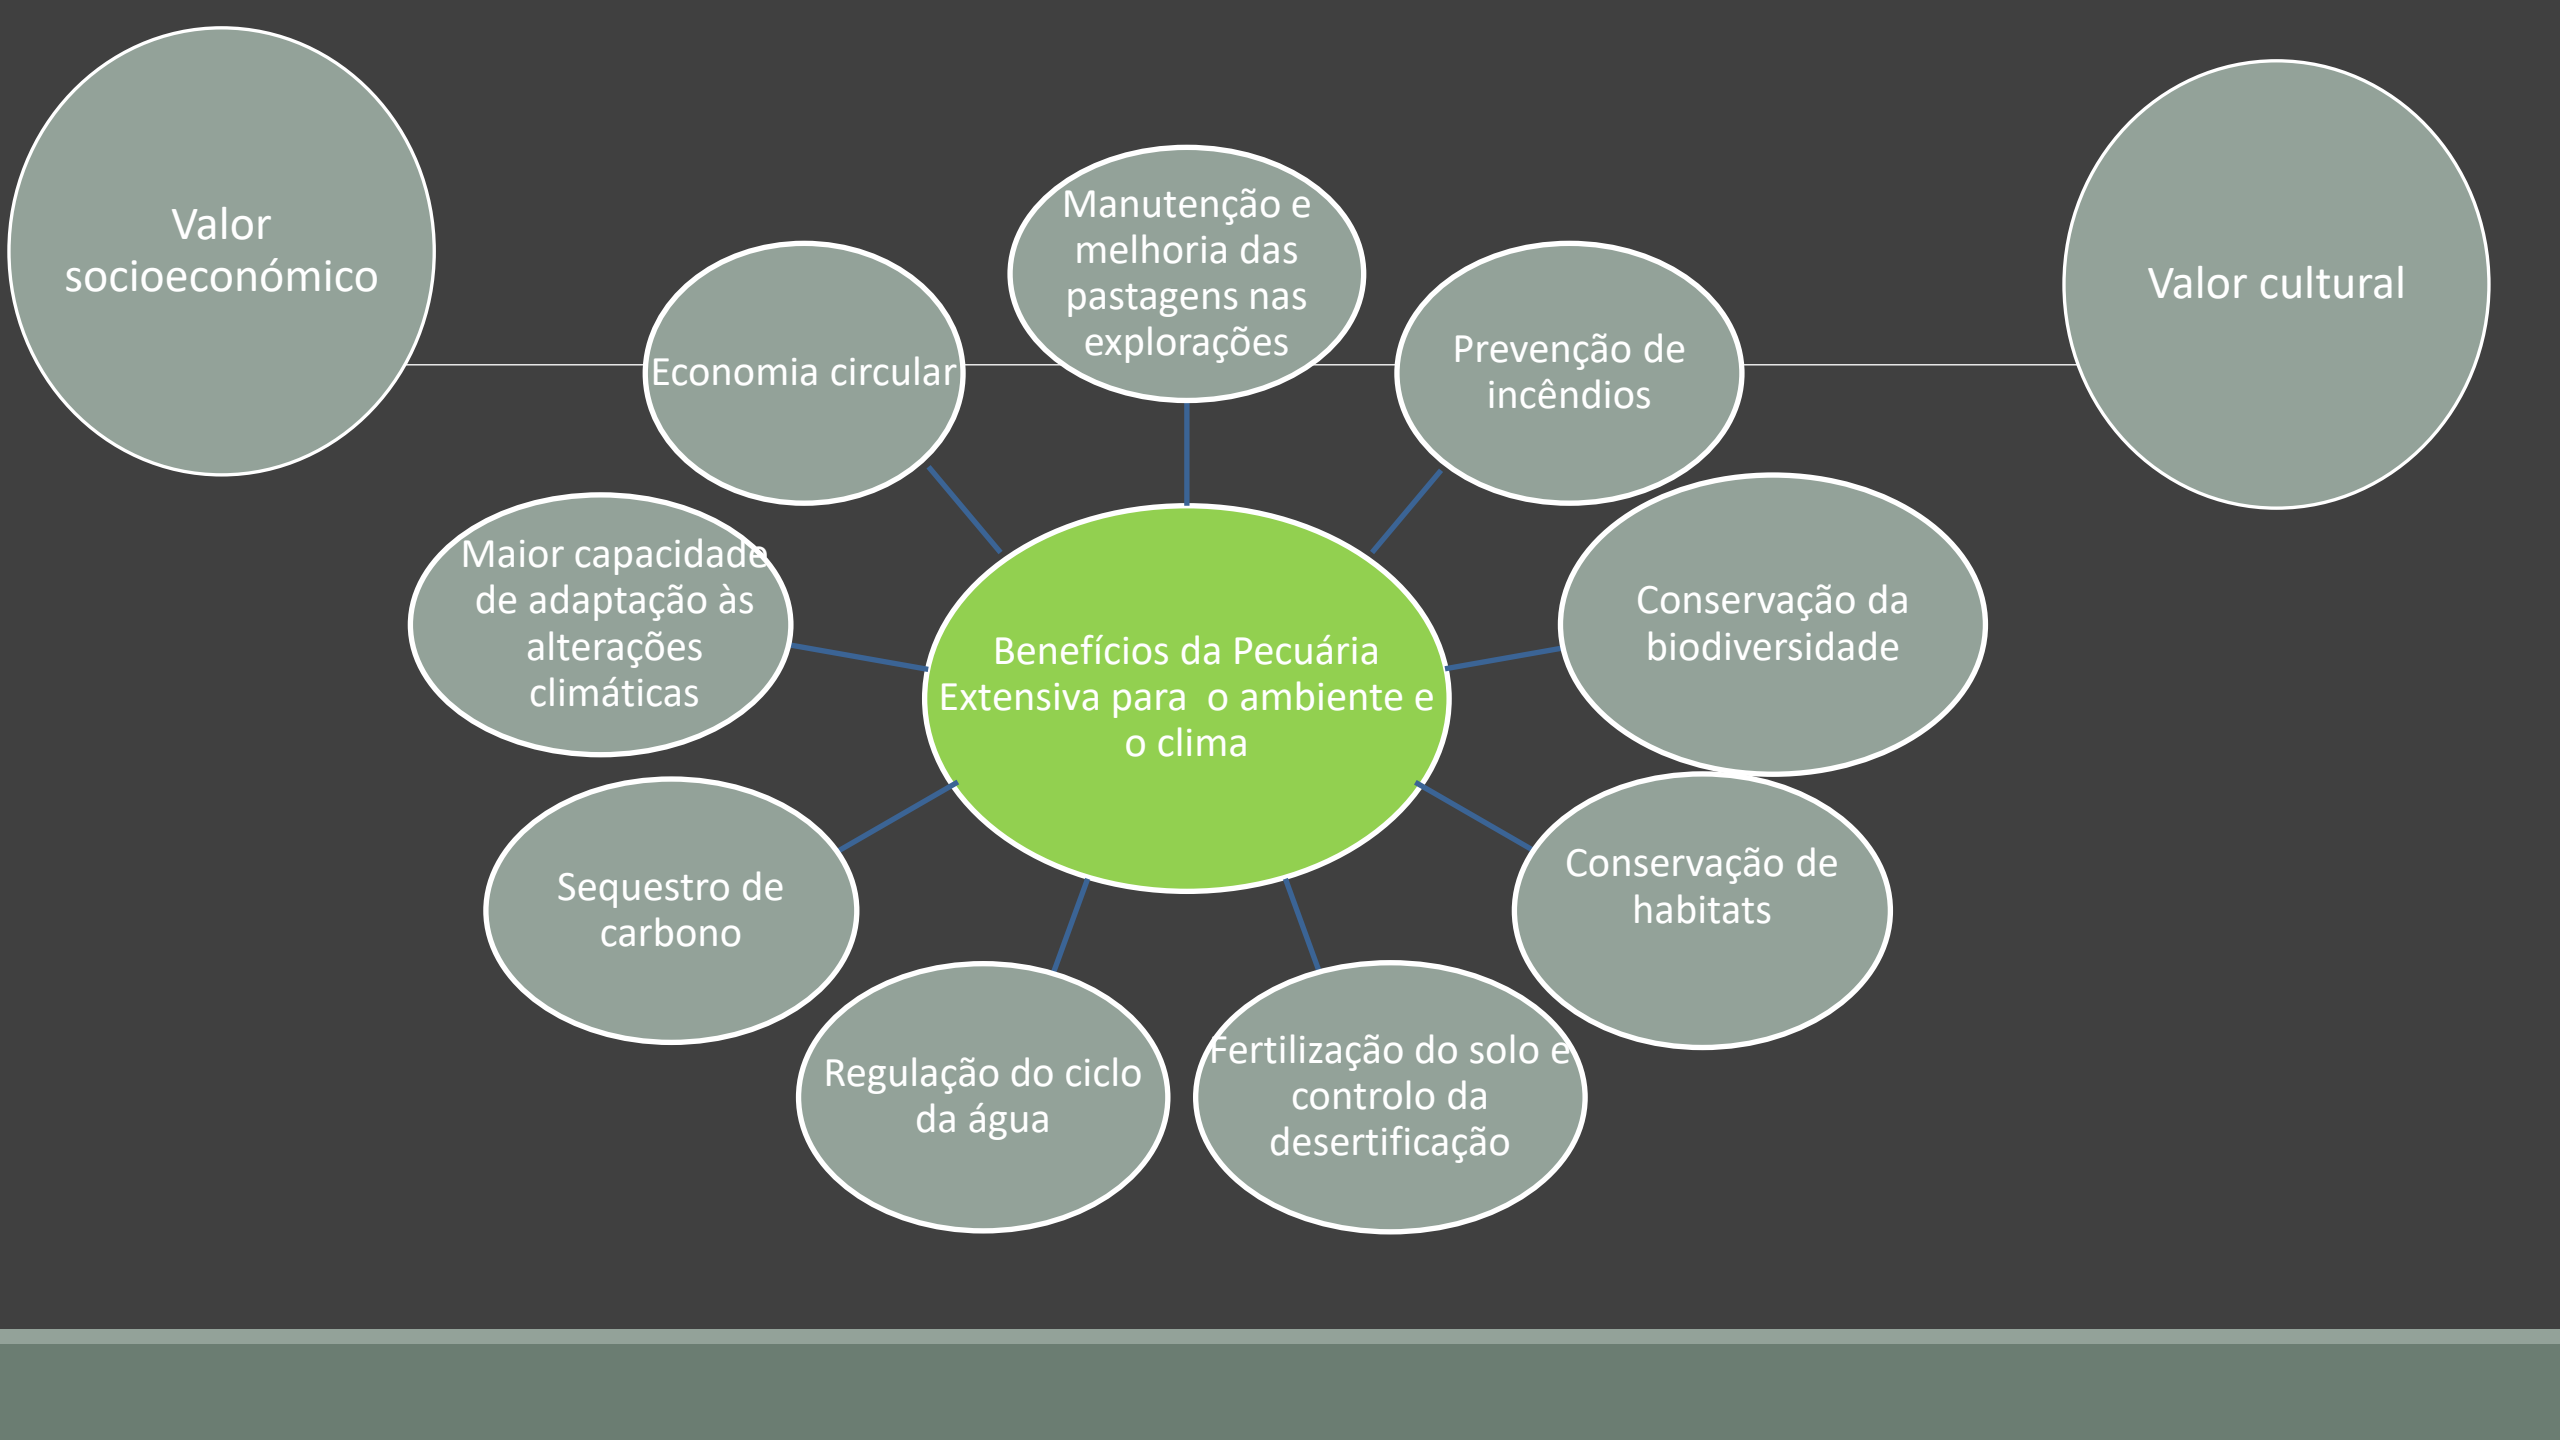 Valor
socioeconómico
Valor cultural
Manutenção e
melhoria das
pastagens nas
explorações
Economia circular
Prevenção de
incêndios
Maior capacidade
de adaptação às
alterações
climáticas
Conservação da
biodiversidade
Benefícios da Pecuária
Extensiva para  o ambiente e
o clima
Sequestro de
carbono
Conservação de
habitats
Regulação do ciclo
da água
Fertilização do solo e
controlo da
desertificação